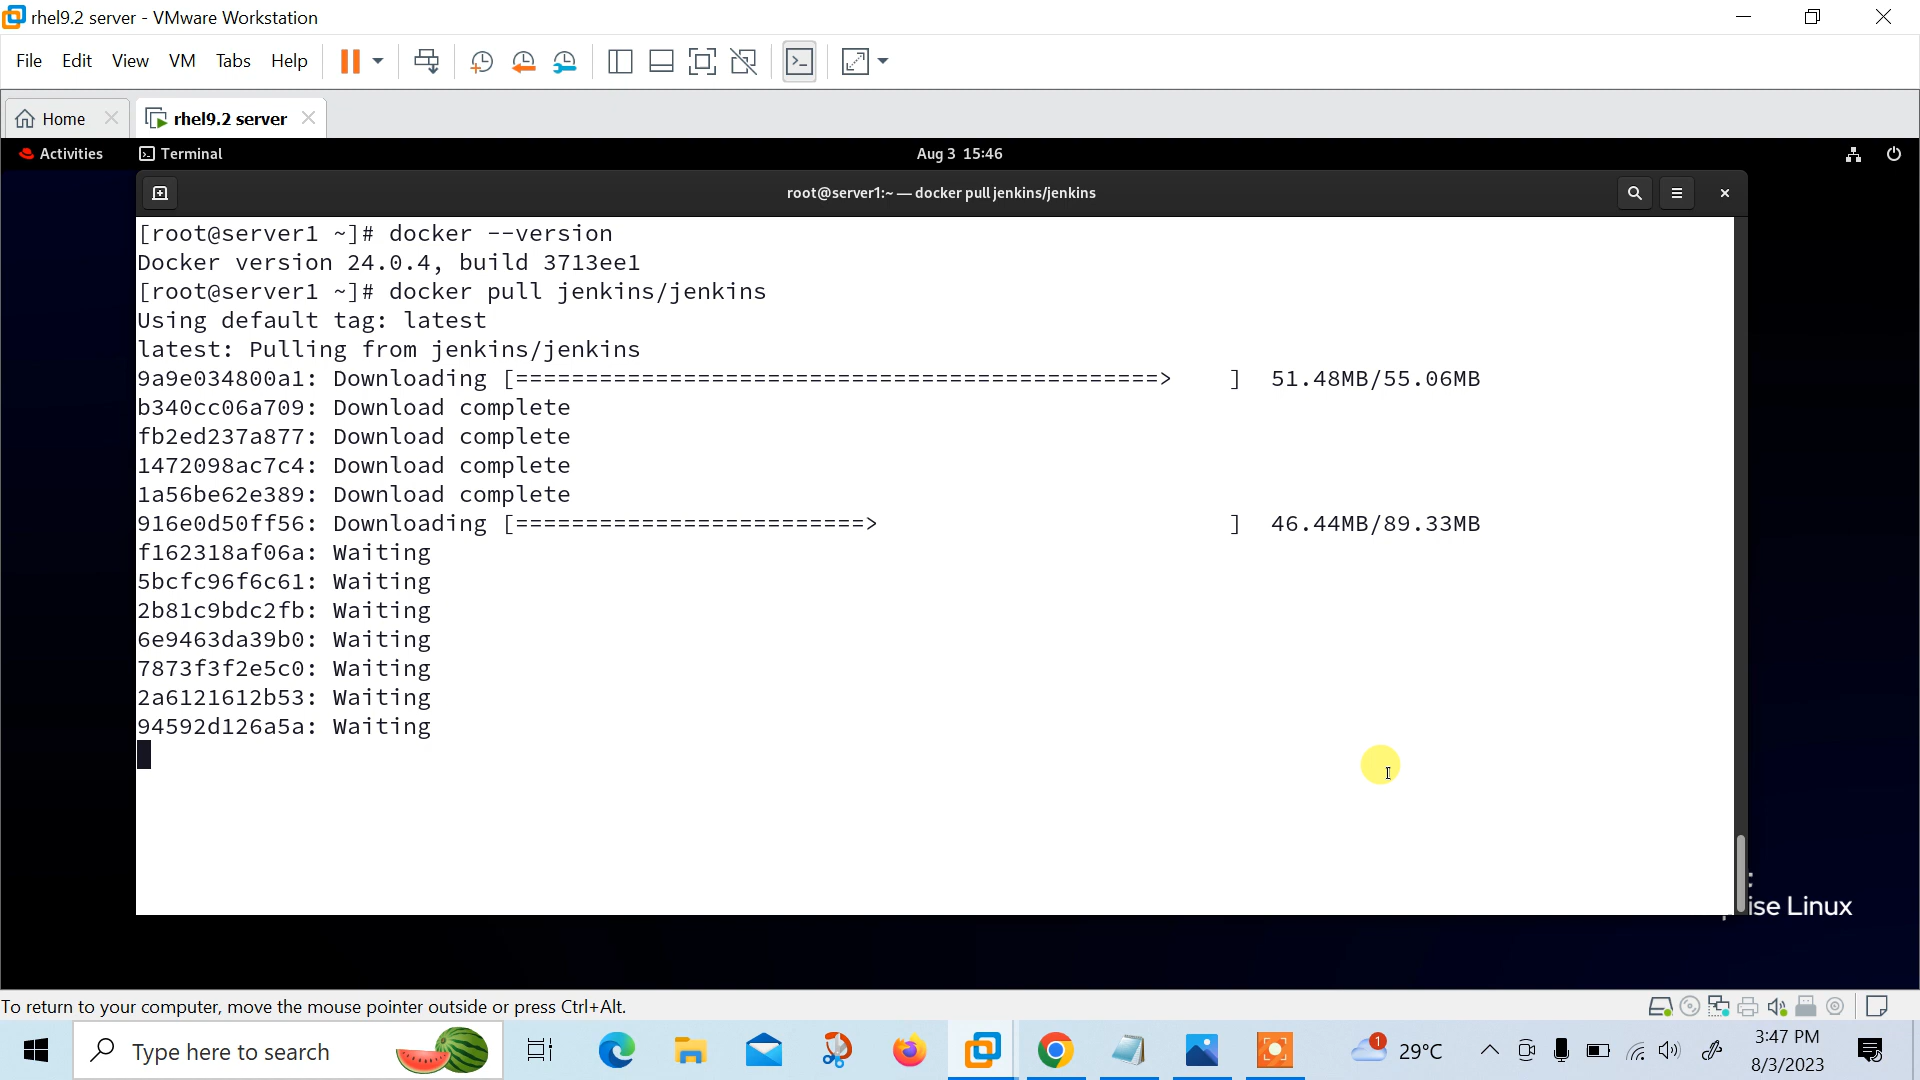 rhel9.2 server - VMware Workstation
File Edit View VM Tabs Help
Home
rhel9.2 server
Activities Terminal Aug 3 15:46
root@server1:~ — docker pull jenkins/jenkins
[root@server1 ~]# docker --version
Docker version 24.0.4, build 3713ee1
[root@server1 ~]# docker pull jenkins/jenkins
Using default tag: latest
latest: Pulling from jenkins/jenkins
9a9e034800a1: Downloading [==============================================> ] 51.48MB/55.06MB
b340cc06a709: Download complete
fb2ed237a877: Download complete
1472098ac7c4: Download complete
1a56be62e389: Download complete
916e0d50ff56: Downloading [=========================> ] 46.44MB/89.33MB
f162318af06a: Waiting
5bcfc96f6c61: Waiting
2b81c9bdc2fb: Waiting
6e9463da39b0: Waiting
7873f3f2e5c0: Waiting
2a6121612b53: Waiting
94592d126a5a: Waiting
ise Linux
To return to your computer, move the mouse pointer outside or press Ctrl+Alt.
Type here to search
1
29°C
3:47 PM
8/3/2023